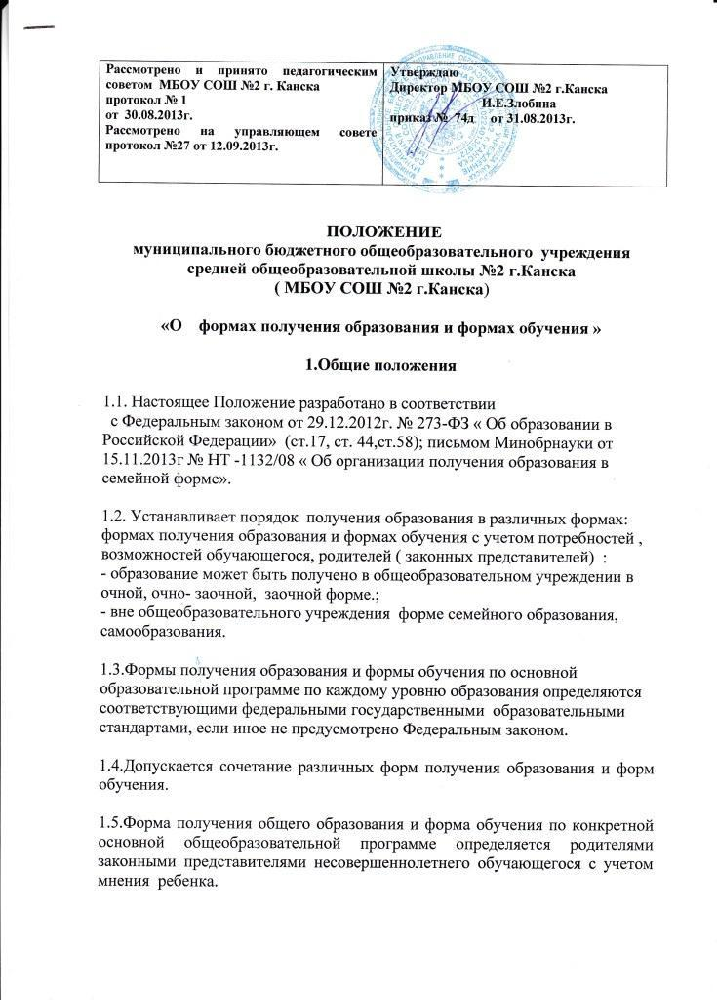 Рассмотрено и принято педагогическим
советом МБОУ СОШ №2 г. Канска
протокол № 1
от 30.08.2013г.
Рассмотрено на управляющем совете
протокол №27 от 12.09.2013г.
Утверждаю
Директор МБОУ СОШ №2 г.Канска
И.Е.Злобина
приказ № 74д от 31.08.2013г.
ПОЛОЖЕНИЕ
муниципального бюджетного общеобразовательного учреждения
средней общеобразовательной школы №2 г.Канска
( МБОУ СОШ №2 г.Канска)
«О формах получения образования и формах обучения »
1.Общие положения
1.1. Настоящее Положение разработано в соответствии
с Федеральным законом от 29.12.2012г. № 273-ФЗ « Об образовании в
Российской Федерации» (ст.17, ст. 44,ст.58); письмом Минобрнауки от
15.11.2013г № НТ -1132/08 « Об организации получения образования в
семейной форме».
1.2. Устанавливает порядок получения образования в различных формах:
формах получения образования и формах обучения с учетом потребностей ,
возможностей обучающегося, родителей ( законных представителей) :
- образование может быть получено в общеобразовательном учреждении в
очной, очно- заочной, заочной форме.;
- вне общеобразовательного учреждения форме семейного образования,
самообразования.
1.3.Формы получения образования и формы обучения по основной
образовательной программе по каждому уровню образования определяются
соответствующими федеральными государственными образовательными
стандартами, если иное не предусмотрено Федеральным законом.
1.4.Допускается сочетание различных форм получения образования и форм
обучения.
1.5.Форма получения общего образования и форма обучения по конкретной
основной общеобразовательной программе определяется родителями
законными представителями несовершеннолетнего обучающегося с учетом
мнения ребенка.